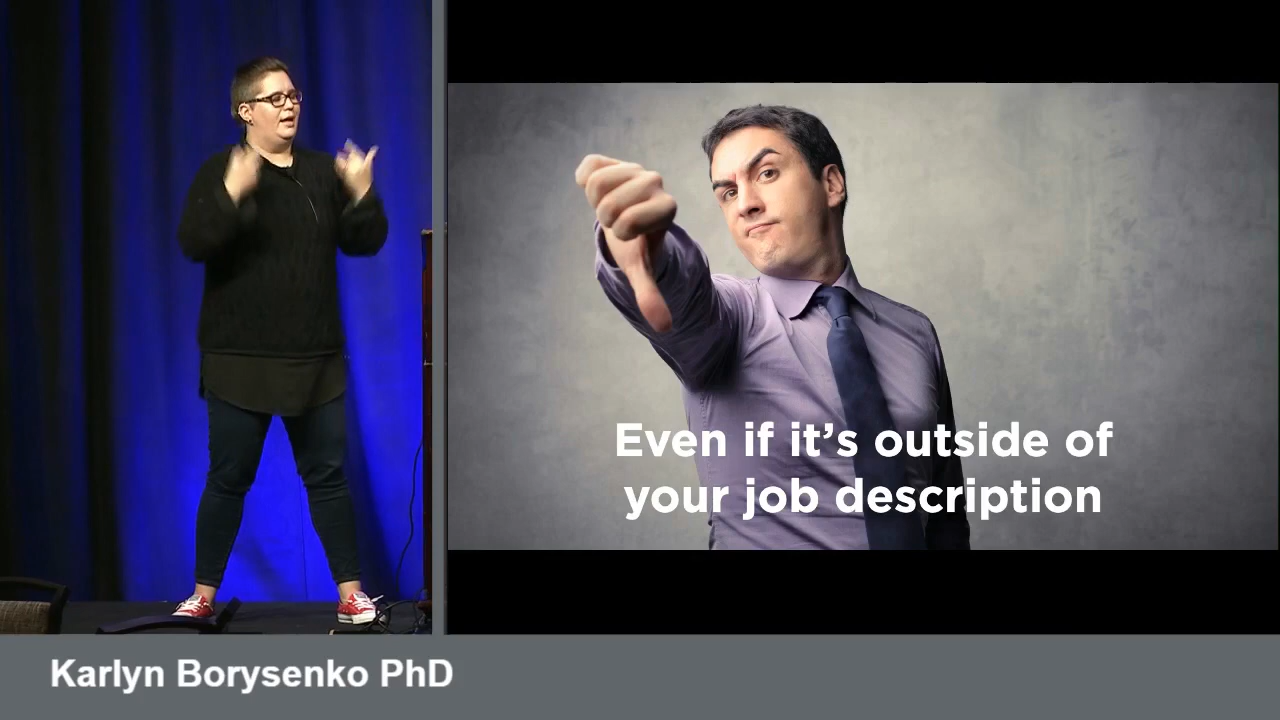 Even if it’s outside of
your job description
Karlyn Borysenko PhD